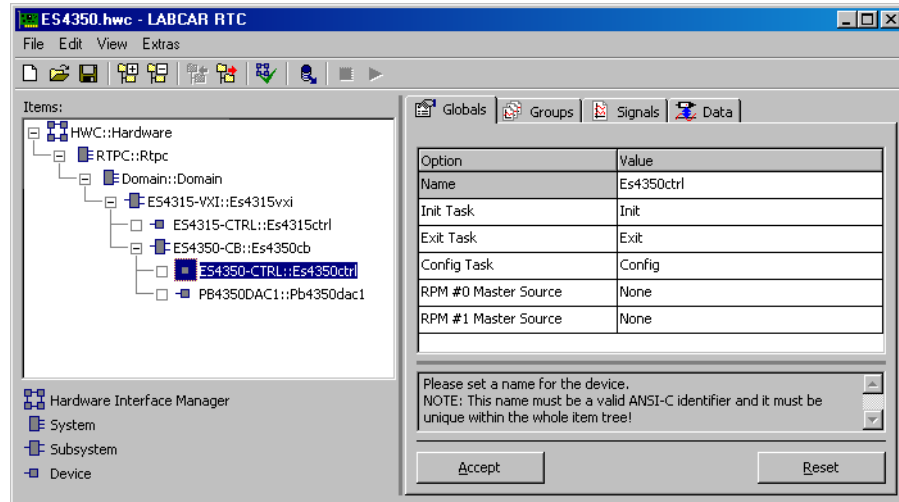 ES4350.hwc - LABCAR RTC
File Edit View Extras
Items:
HWC::Hardware
RTPC::Rtpc
Domain::Domain
ES4315-VXI::Es4315vxi
ES4315-CTRL::Es4315ctrl
ES4350-CB::Es4350cb
ES4350-CTRL::Es4350ctrl
PB4350DAC1::Pb4350dac1
Hardware Interface Manager
System
Subsystem
Device
Globals Groups Signals Data
Option Value
Name Es4350ctrl
Init Task Init
Exit Task Exit
Config Task Config
RPM #0 Master Source None
RPM #1 Master Source None
Please set a name for the device.
NOTE: This name must be a valid ANSI-C identifier and it must be
unique within the whole item tree!
Accept Reset